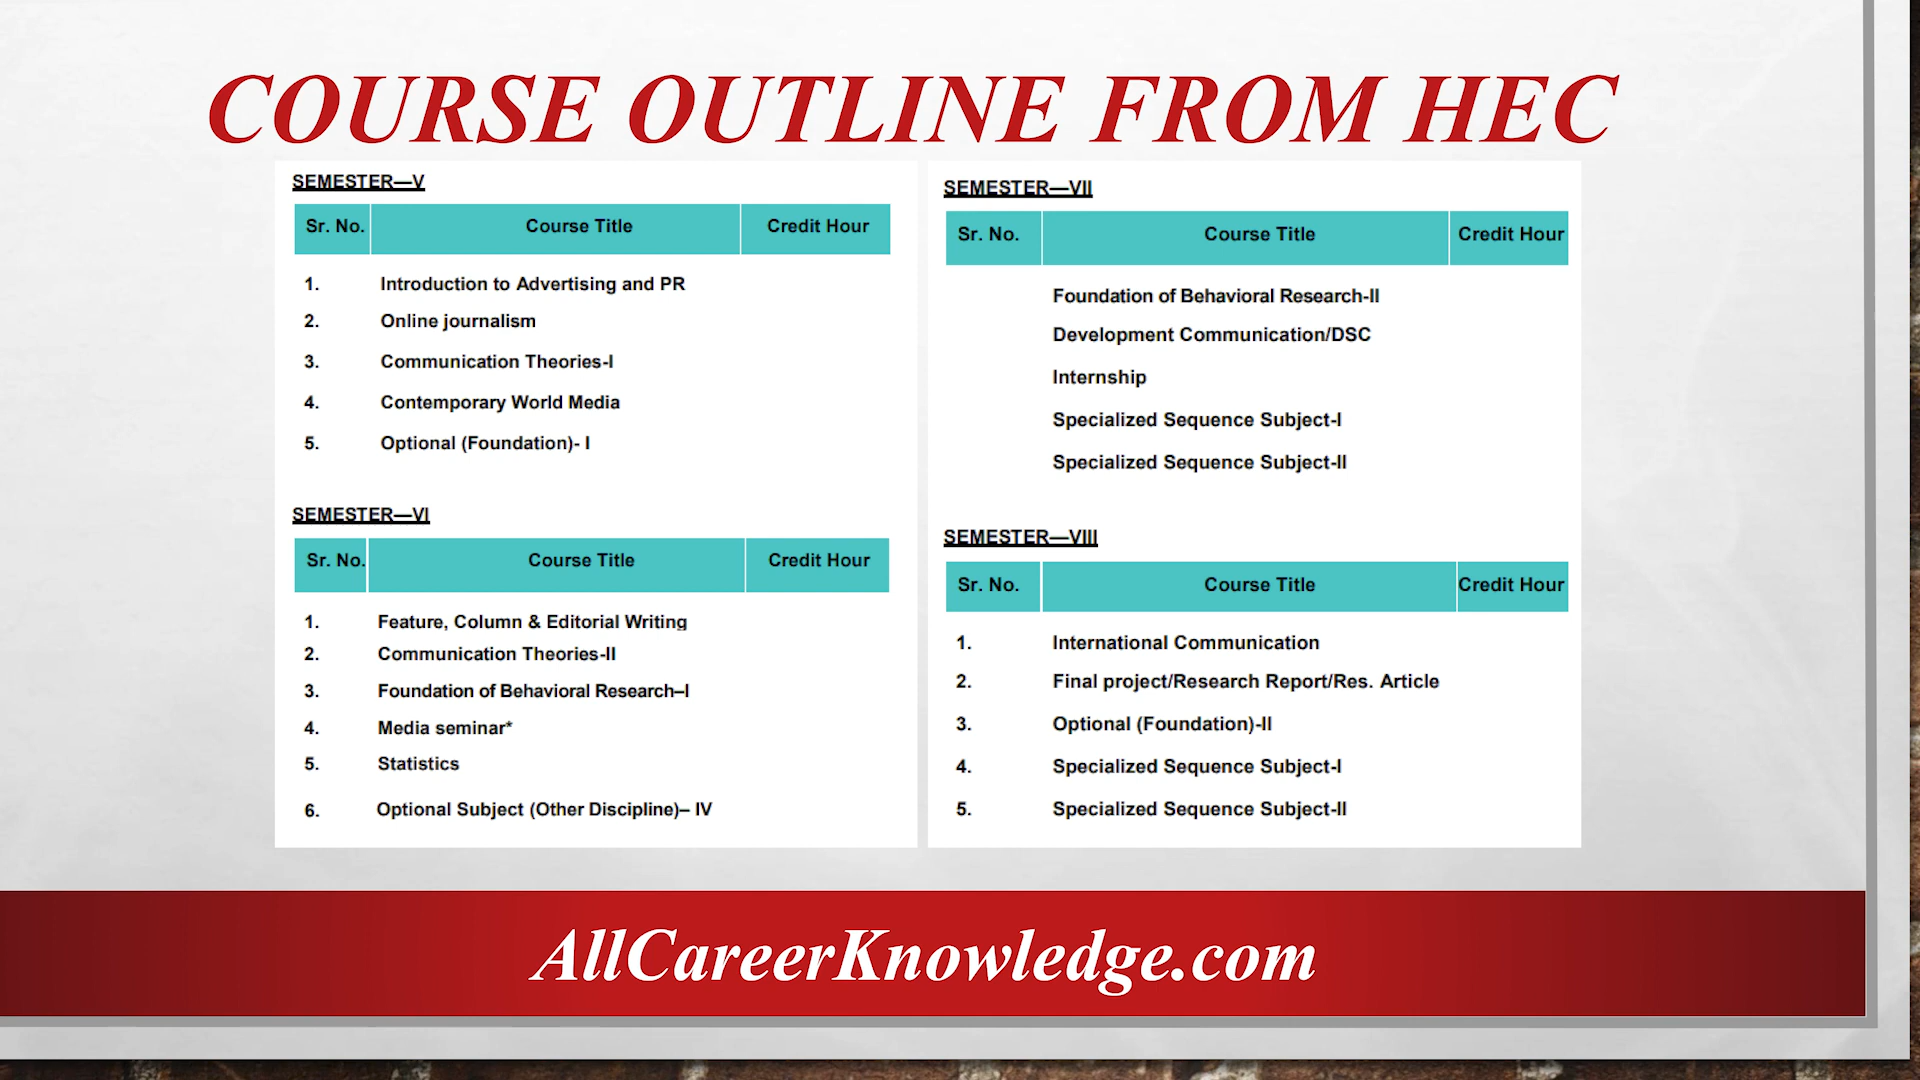 COURSE OUTLINE FROM HEC
SEMESTER—V
Sr. No. Course Title Credit Hour
1. Introduction to Advertising and PR
2. Online journalism
3. Communication Theories-I
4. Contemporary World Media
5. Optional (Foundation)- I
SEMESTER—VI
Sr. No. Course Title Credit Hour
1. Feature, Column & Editorial Writing
2. Communication Theories-II
3. Foundation of Behavioral Research–I
4. Media seminar*
5. Statistics
6. Optional Subject (Other Discipline)– IV
SEMESTER—VII
Sr. No. Course Title Credit Hour
Foundation of Behavioral Research-II
Development Communication/DSC
Internship
Specialized Sequence Subject-I
Specialized Sequence Subject-II
SEMESTER—VIII
Sr. No. Course Title Credit Hour
1. International Communication
2. Final project/Research Report/Res. Article
3. Optional (Foundation)-II
4. Specialized Sequence Subject-I
5. Specialized Sequence Subject-II
AllCareerKnowledge.com